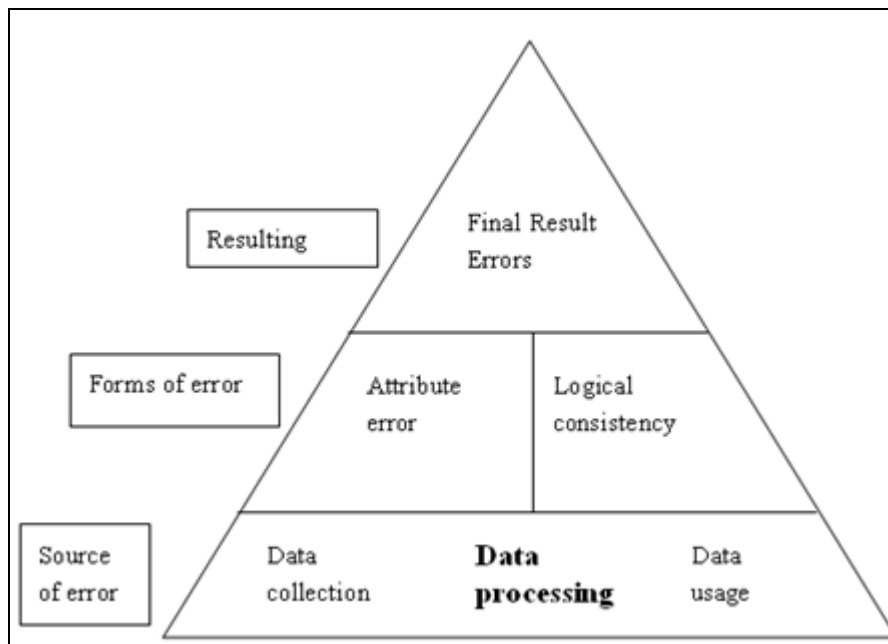 Resulting
Final Result
Errors
Forms of error
Attribute
error
Logical
consistency
Source
of error
Data
collection
Data
processing
Data
usage